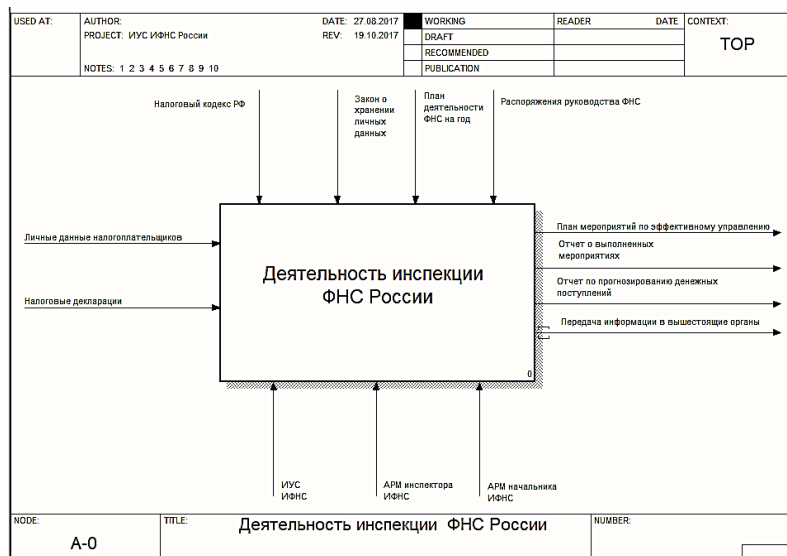 USED AT:
AUTHOR:
DATE: 27.08.2017
WORKING
READER
DATE
CONTEXT:
PROJECT: ИУС ИФНС России
REV: 19.10.2017
DRAFT
TOP
RECOMMENDED
NOTES: 1 2 3 4 5 6 7 8 9 10
PUBLICATION
Налоговый кодекс РФ
Закон о
хранении
личных
данных
План
деятельности
ФНС на год
Распоряжения руководства ФНС
Личные данные налогоплательщиков
Налоговые декларации
Деятельность инспекции
ФНС России
0
План мероприятий по эффективному управлению
Отчет о выполненных
мероприятиях
Отчет по прогнозированию денежных
поступлений
Передача информации в вышестоящие органы
ИУС
ИФНС
АРМ инспектора
ИФНС
АРМ начальника
ИФНС
NODE:
A-0
TITLE:
Деятельность инспекции ФНС России
NUMBER: